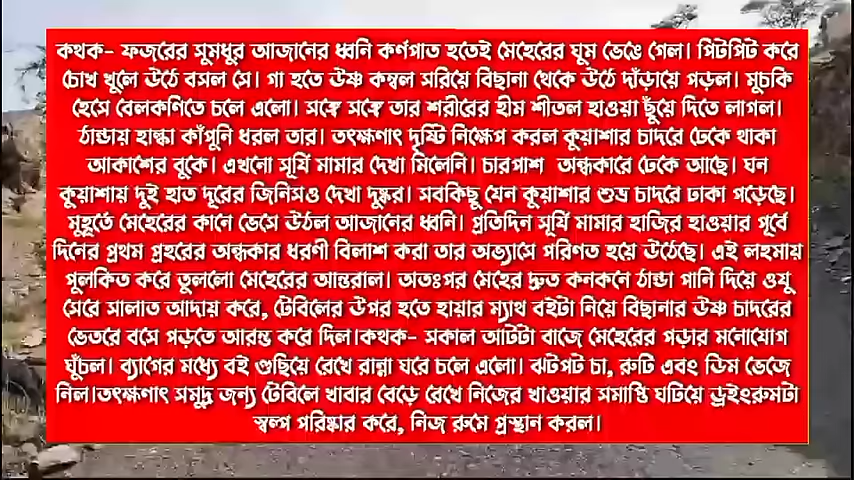 কথক- ফজরের সুমধুর আজানের ধ্বনি কর্ণপাত হতেই মেহেরের ঘুম ভেঙে গেল। পিটপিট করে
চোখ খুলে উঠে বসল সে। গা হতে উষ্ণ কম্বল সরিয়ে বিছানা থেকে উঠে দাঁড়ায়ে পড়ল। মুচকি
হেসে বেলকণিতে চলে এলো। সঙ্গে সঙ্গে তার শরীরের হীম শীতল হাওয়া ছুঁয়ে দিতে লাগল।
ঠান্ডায় হাল্কা কাঁপুনি ধরল তার। তৎক্ষণাৎ দৃষ্টি নিক্ষেপ করল কুয়াশার চাদরে ঢেকে থাকা
আকাশের বুকে। এখনো সূর্যি মামার দেখা মিলেনি। চারপাশ অন্ধকারে ঢেকে আছে। ঘন
কুয়াশায় দুই হাত দূরের জিনিসও দেখা দুষ্কর। সবকিছু যেন কুয়াশার শুভ্র চাদরে ঢাকা পড়েছে।
মুহূর্তে মেহেরের কানে ভেসে উঠল আজানের ধ্বনি। প্রতিদিন সূর্যি মামার হাজির হাওয়ার পূর্বে
দিনের প্রথম প্রহরের অন্ধকার ধরণী বিলাশ করা তার অভ্যাসে পরিণত হয়ে উঠেছে। এই লহমায়
পুলকিত করে তুললো মেহেরের আন্তরাল। অতঃপর মেহের দ্রুত কনকনে ঠান্ডা পানি দিয়ে ওযু
সেরে সালাত আদায় করে, টেবিলের উপর হতে হায়ার ম্যাথ বইটা নিয়ে বিছানার উষ্ণ চাদরের
ভেতরে বসে পড়তে আরম্ভ করে দিল।কথক- সকাল আটটা বাজে মেহেরের পড়ার মনোযোগ
ঘুঁচল। ব্যাগের মধ্যে বই গুছিয়ে রেখে রান্না ঘরে চলে এলো। ঝটপট চা, রুটি এবং ডিম ভেজে
নিল।তৎক্ষণাৎ সমুদ্র জন্য টেবিলে খাবার বেড়ে রেখে নিজের খাওয়ার সমাপ্তি ঘটিয়ে ড্রইংরুমটা
স্বল্প পরিষ্কার করে, নিজ রুমে প্রস্থান করল।